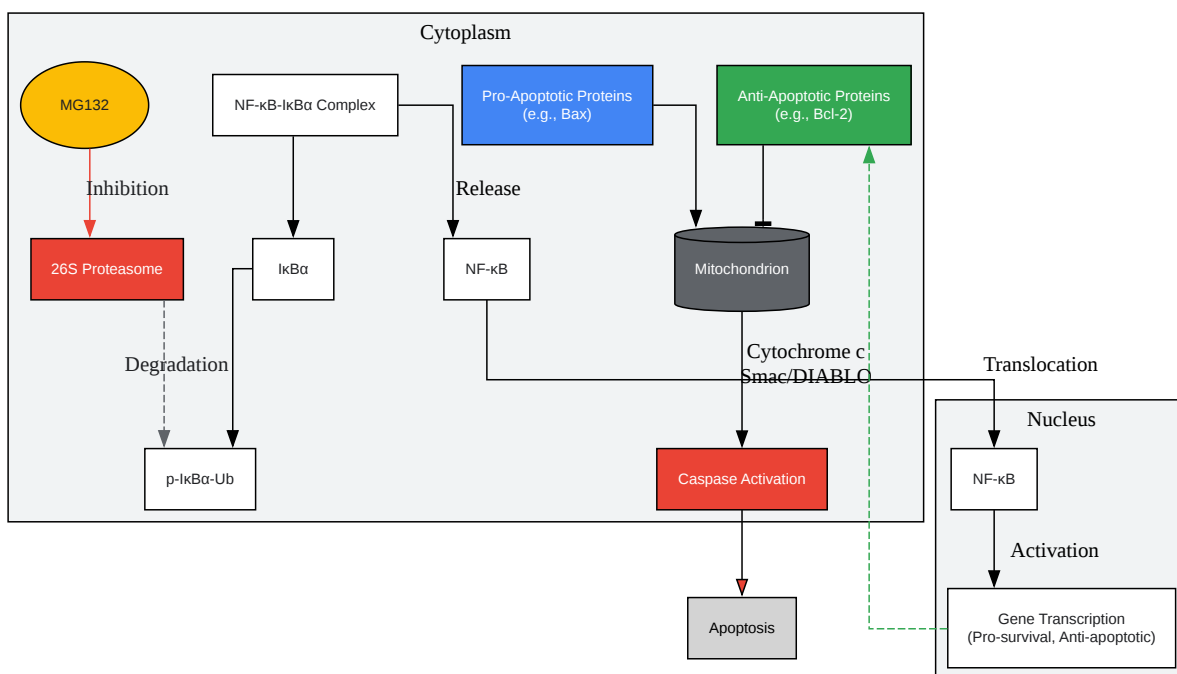 Cytoplasm
MG132
NF-κB-IκBα Complex
Pro-Apoptotic Proteins
(e.g., Bax)
Anti-Apoptotic Proteins
(e.g., Bcl-2)
Inhibition
Release
26S Proteasome
IκBα
NF-κB
Mitochondrion
Degradation
Cytochrome c
Smac/DIABLO
Translocation
Nucleus
p-IκBα-Ub
Caspase Activation
NF-κB
Activation
Apoptosis
Gene Transcription
(Pro-survival, Anti-apoptotic)